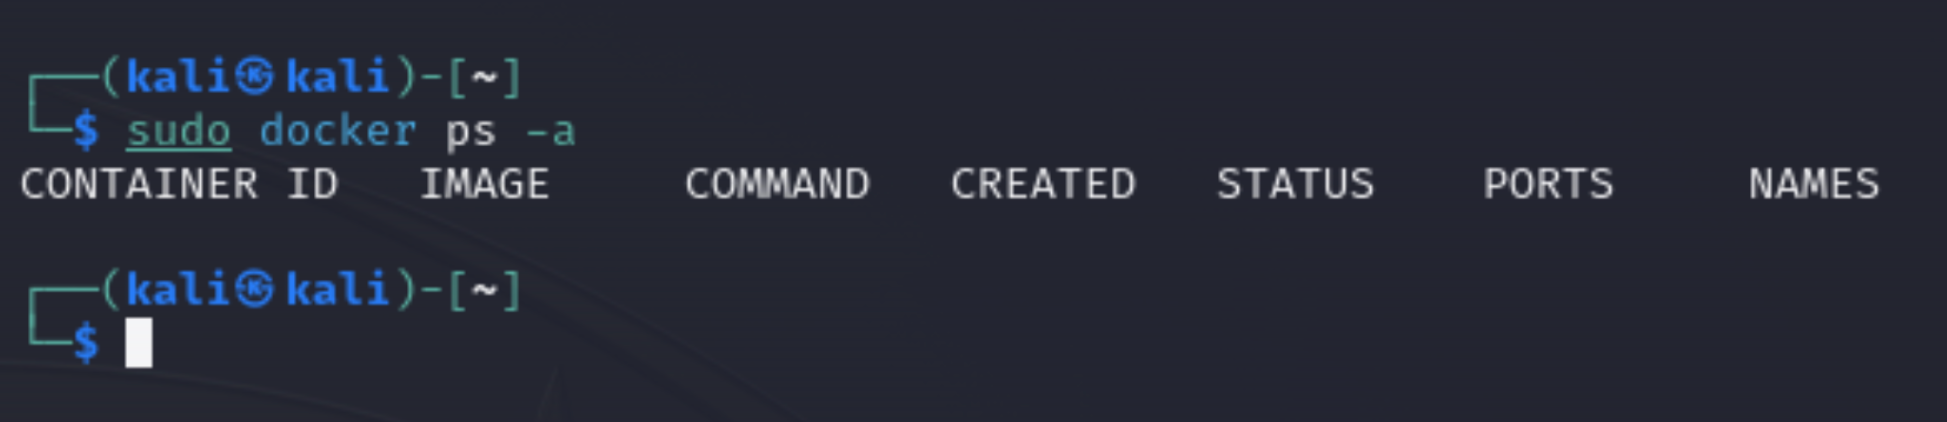 ┌──(kali㉿kali)-[~]
└─$ sudo docker ps -a
CONTAINER ID   IMAGE     COMMAND   CREATED   STATUS    PORTS     NAMES
┌──(kali㉿kali)-[~]
└─$